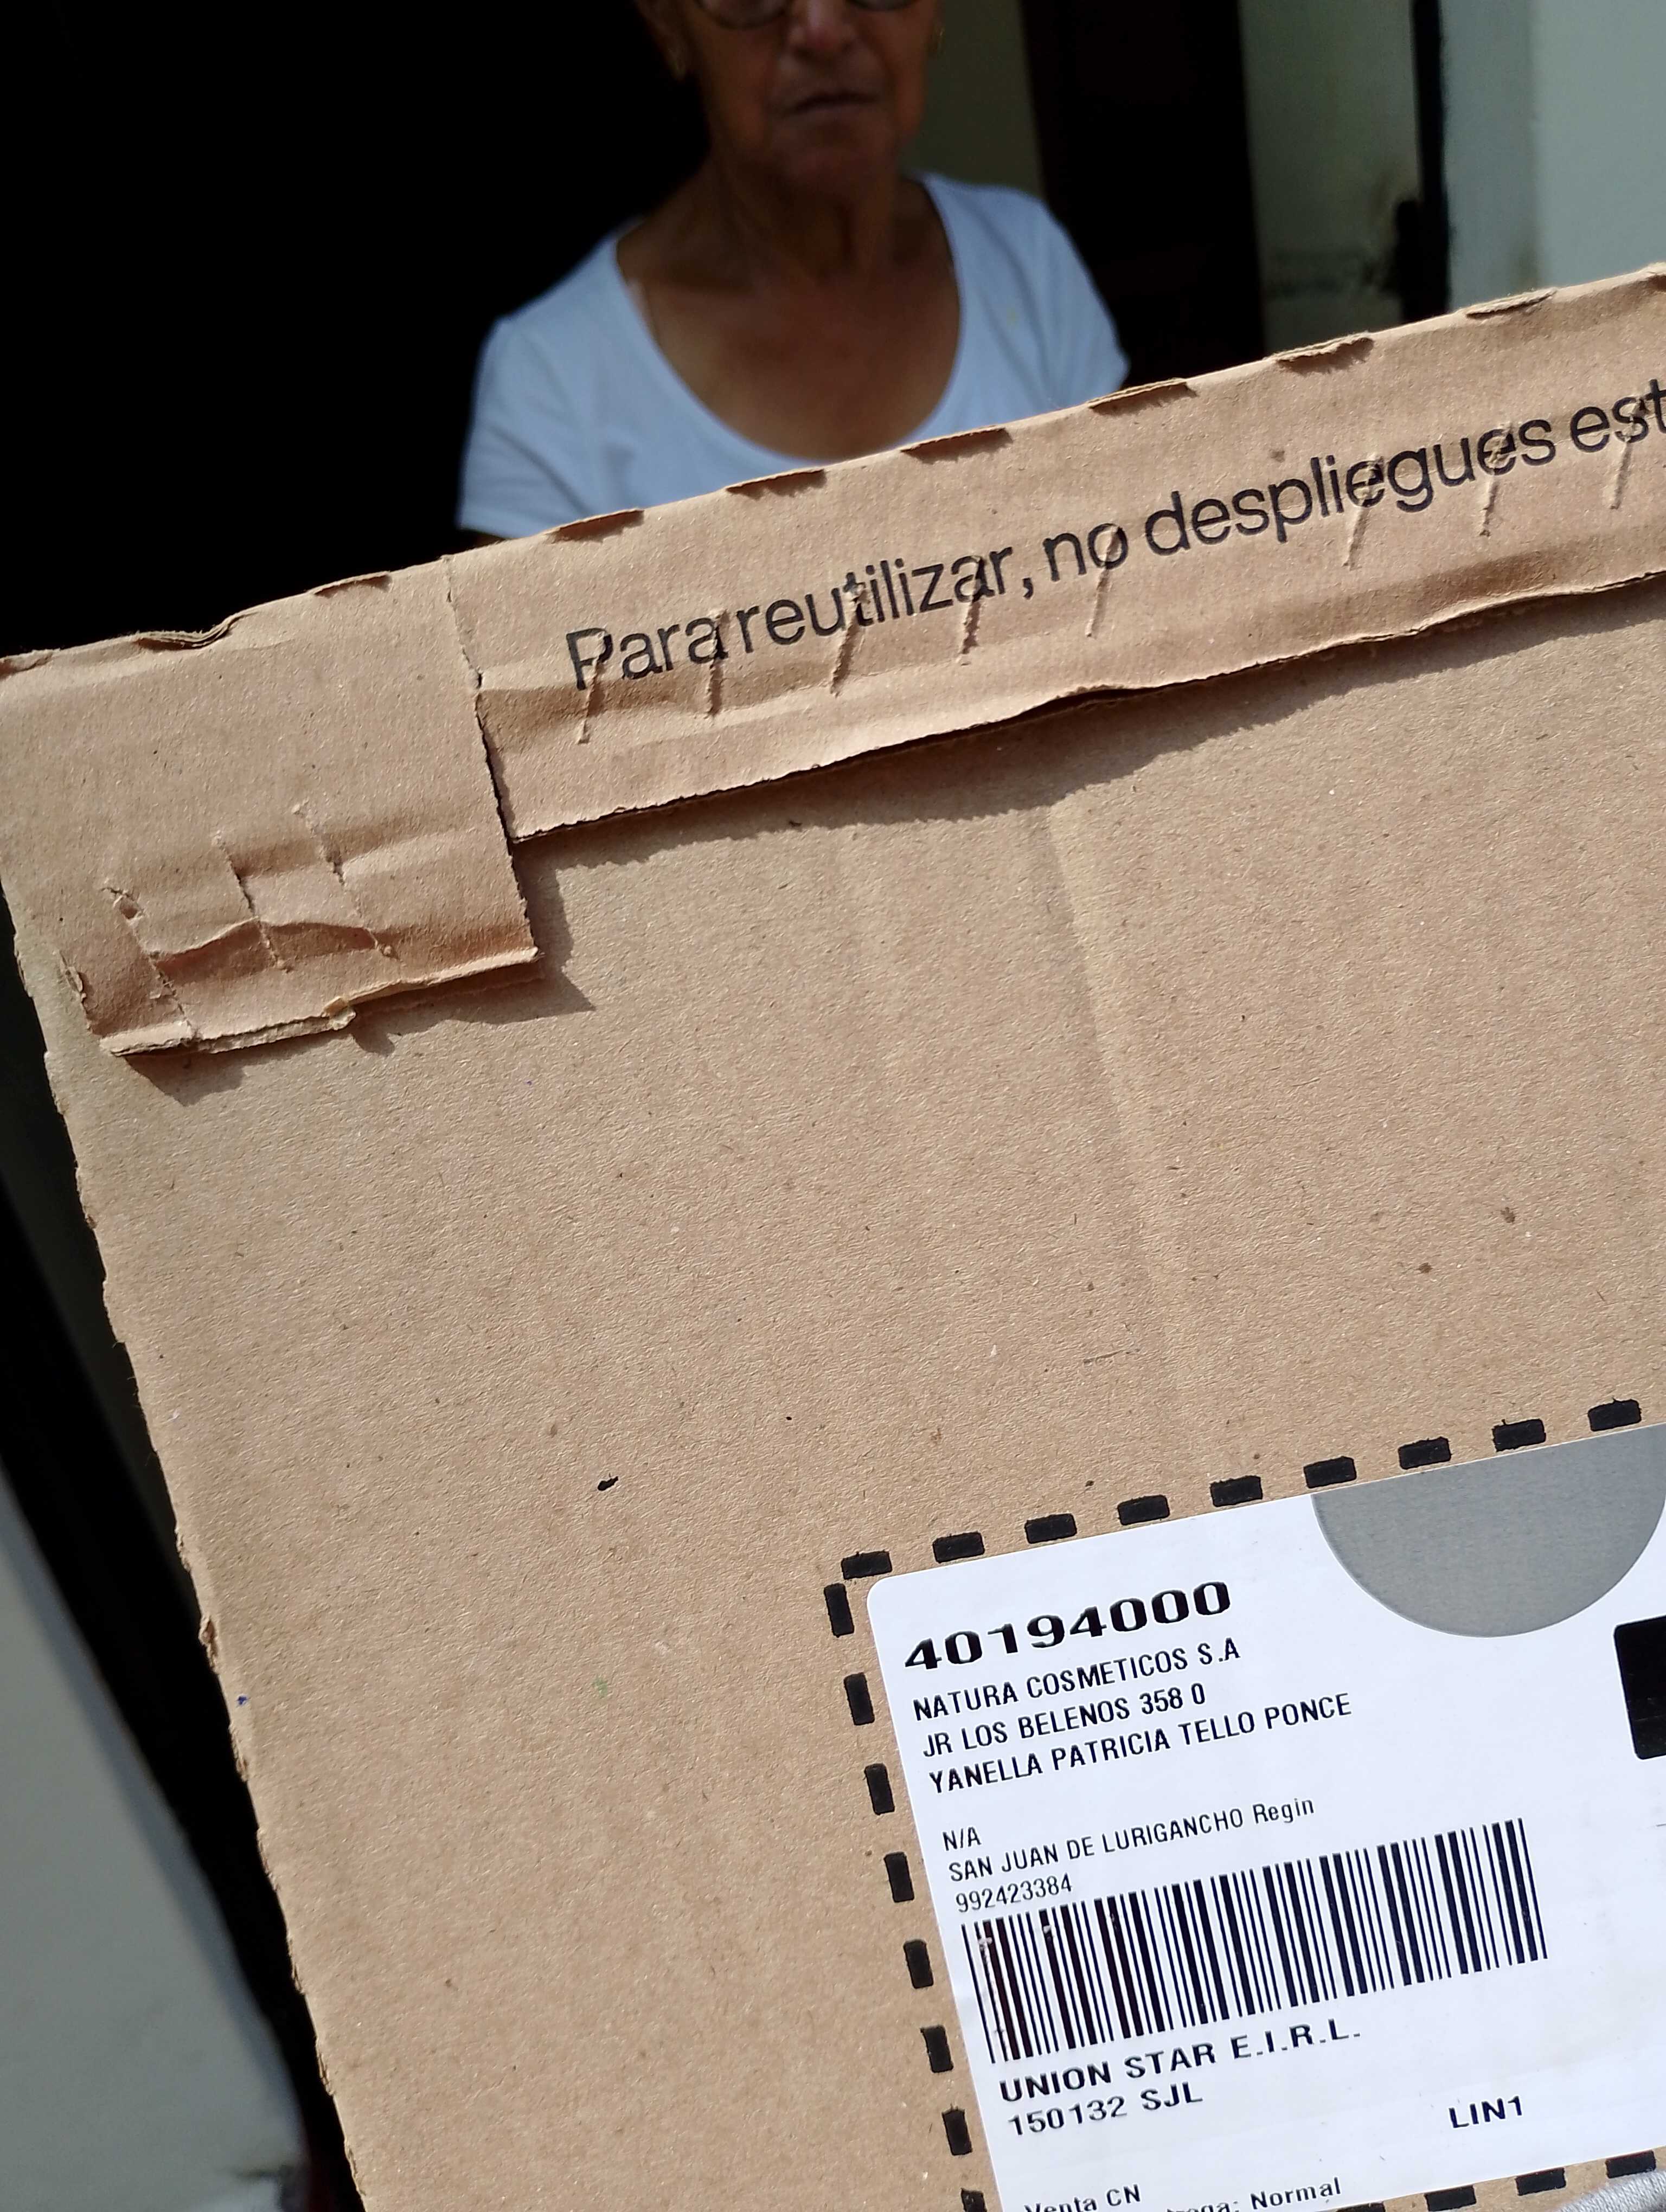 Para reutilizar, no despliegues est
40194000
NATURA COSMETICOS S.A
JR LOS BELENOS 358 0
YANELLA PATRICIA TELLO PONCE
N/A
SAN JUAN DE LURIGANCHO Regin
992423384
UNION STAR E.I.R.L.
150132 SJL
LIN1
Venta CN
trega: Normal